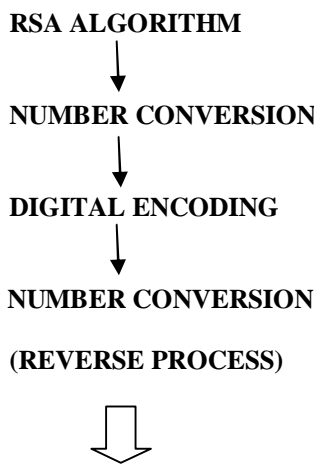 RSA ALGORITHM
NUMBER CONVERSION
DIGITAL ENCODING
NUMBER CONVERSION
(REVERSE PROCESS)